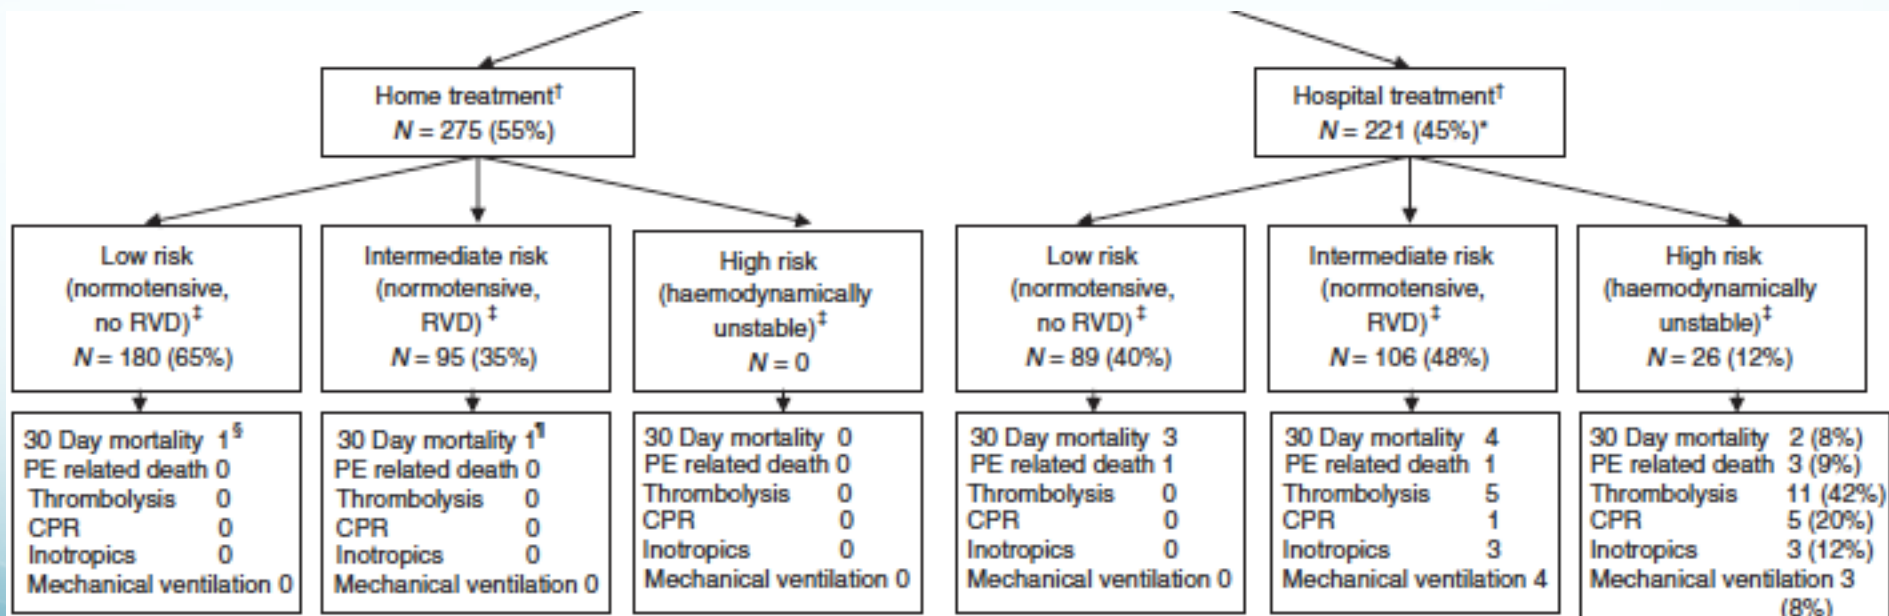 Home treatment†
N = 275 (55%)
Hospital treatment†
N = 221 (45%)*
Low risk
(normotensive,
no RVD)‡
N = 180 (65%)
Intermediate risk
(normotensive,
RVD)‡
N = 95 (35%)
High risk
(haemodynamically
unstable)‡
N = 0
Low risk
(normotensive,
no RVD)‡
N = 89 (40%)
Intermediate risk
(normotensive,
RVD)‡
N = 106 (48%)
High risk
(haemodynamically
unstable)‡
N = 26 (12%)
30 Day mortality 1§
PE related death 0
Thrombolysis 0
CPR 0
Inotropics 0
Mechanical ventilation 0
30 Day mortality 1¶
PE related death 0
Thrombolysis 0
CPR 0
Inotropics 0
Mechanical ventilation 0
30 Day mortality 0
PE related death 0
Thrombolysis 0
CPR 0
Inotropics 0
Mechanical ventilation 0
30 Day mortality 3
PE related death 1
Thrombolysis 0
CPR 0
Inotropics 0
Mechanical ventilation 0
30 Day mortality 4
PE related death 1
Thrombolysis 5
CPR 1
Inotropics 3
Mechanical ventilation 4
30 Day mortality 2 (8%)
PE related death 3 (9%)
Thrombolysis 11 (42%)
CPR 5 (20%)
Inotropics 3 (12%)
Mechanical ventilation 3
(8%)